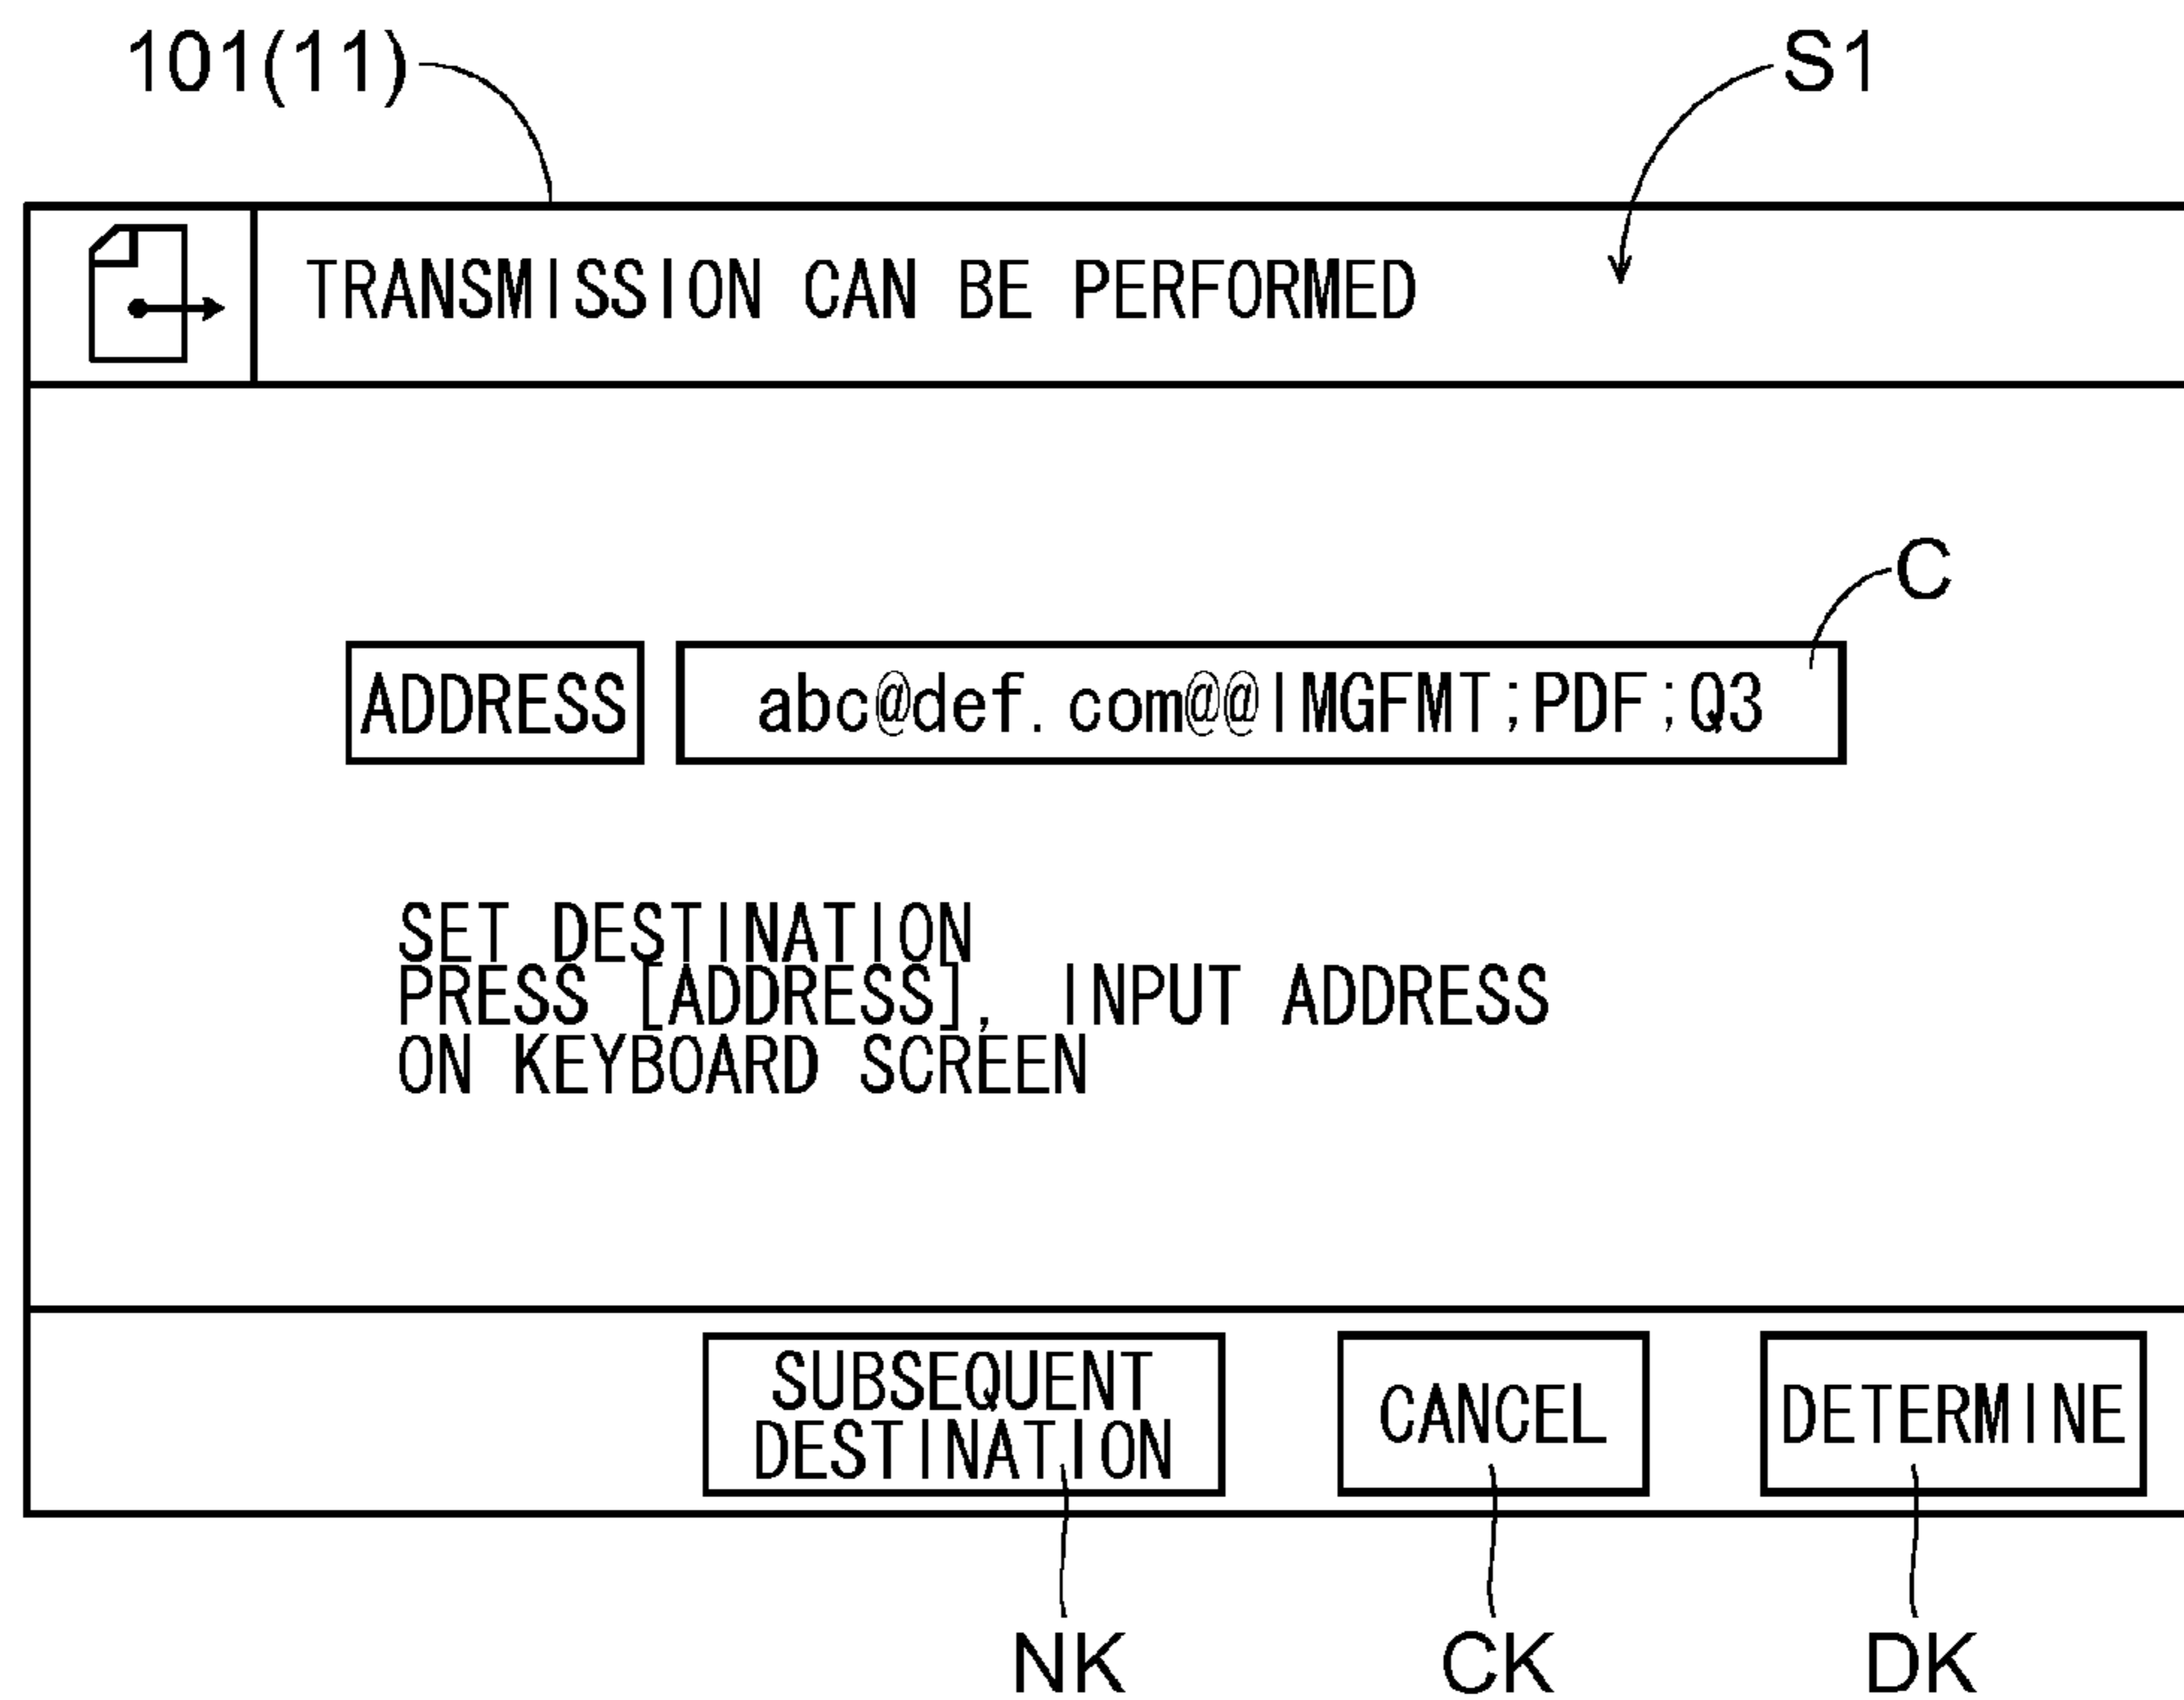 101(11)
S1
TRANSMISSION CAN BE PERFORMED
C
ADDRESS
abc@def.com@@IMGFMT;PDF;Q3
SET DESTINATION
PRESS [ADDRESS], INPUT ADDRESS
ON KEYBOARD SCREEN
SUBSEQUENT
DESTINATION
CANCEL
DETERMINE
NK
CK
DK